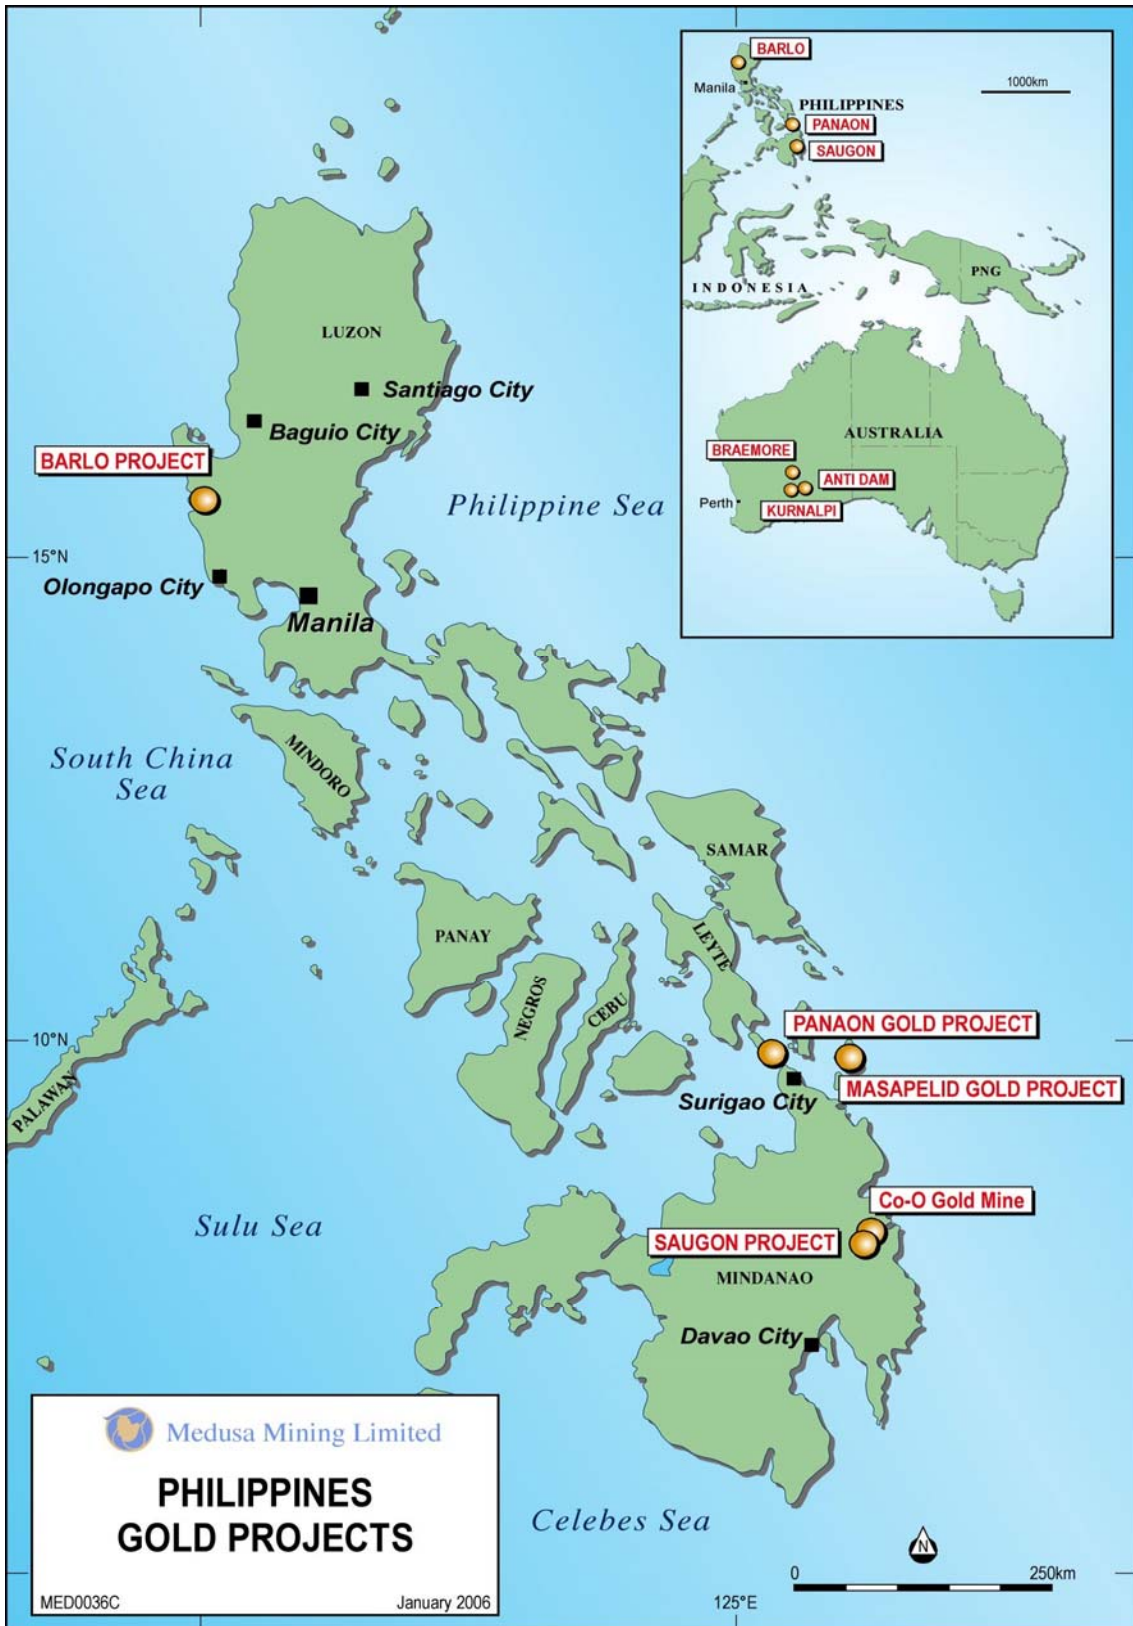 BARLO
Manila
1000km
PHILIPPINES
PANAON
SAUGON
PNG
INDONESIA
AUSTRALIA
BRAEMORE
ANTI DAM
Perth
KURNALPI
LUZON
Santiago City
Baguio City
BARLO PROJECT
Philippine Sea
15°N
Olongapo City
Manila
South China
Sea
MINDORO
SAMAR
PANAY
LEYTE
NEGROS
CEBU
PANAON GOLD PROJECT
10°N
MASAPELID GOLD PROJECT
PALAWAN
Surigao City
Co-O Gold Mine
Sulu Sea
SAUGON PROJECT
MINDANAO
Davao City
Medusa Mining Limited
PHILIPPINES
GOLD PROJECTS
Celebes Sea
N
0
250km
MED0036C
January 2006
125°E